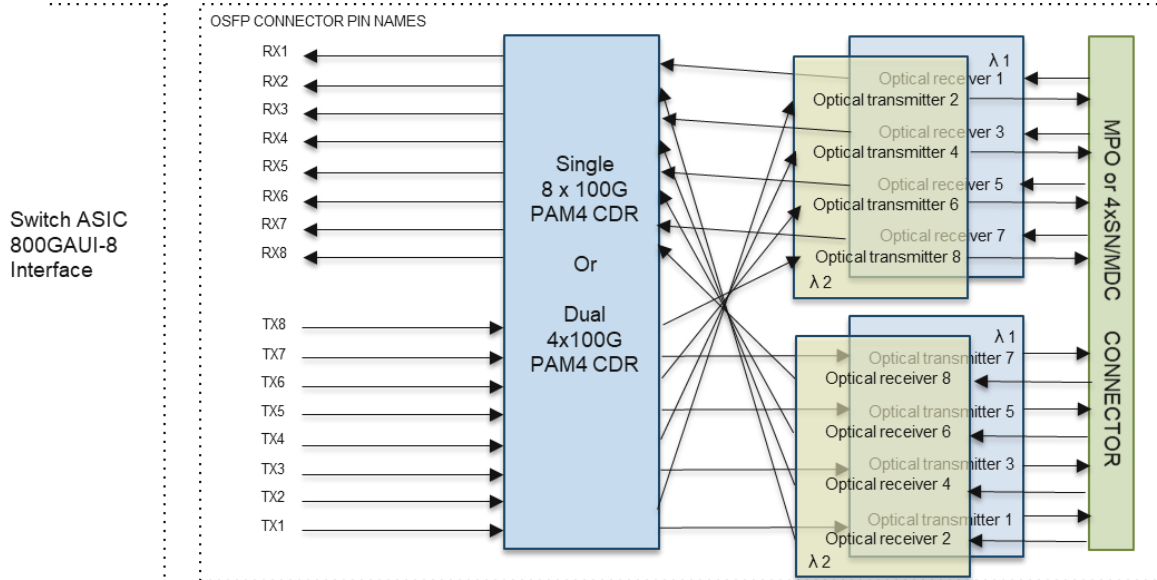 OSFP CONNECTOR PIN NAMES
Switch ASIC
800GAUI-8
Interface
RX1
RX2
RX3
RX4
RX5
RX6
RX7
RX8
TX8
TX7
TX6
TX5
TX4
TX3
TX2
TX1
Single
8 x 100G
PAM4 CDR
Or
Dual
4x100G
PAM4 CDR
λ 1
Optical receiver 1
Optical transmitter 2
Optical receiver 3
Optical transmitter 4
Optical receiver 5
Optical transmitter 6
Optical receiver 7
Optical transmitter 8
λ 2
λ 1
Optical transmitter 7
Optical receiver 8
Optical transmitter 5
Optical receiver 6
Optical transmitter 3
Optical receiver 4
Optical transmitter 1
Optical receiver 2
λ 2
MPO or 4xSN/MDC CONNECTOR